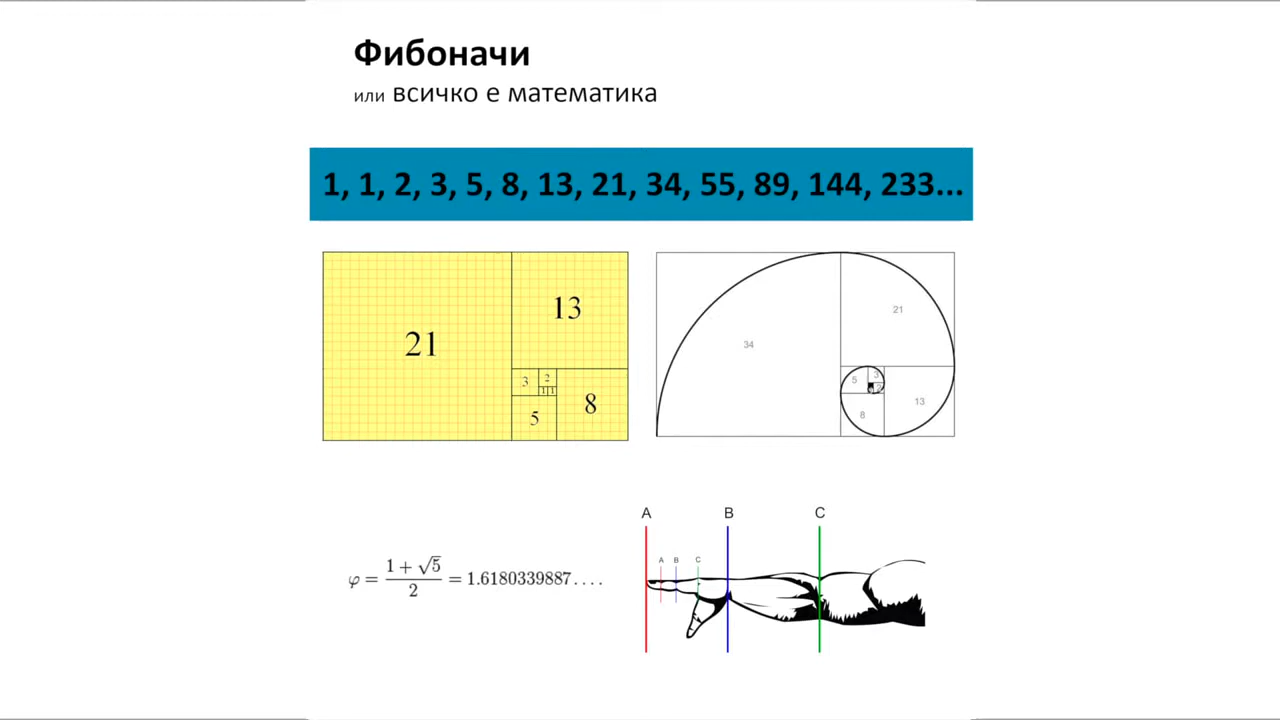 Фибоначи
или всичко е математика
1, 1, 2, 3, 5, 8, 13, 21, 34, 55, 89, 144, 233...
21
13
3
2
1 1
5
8
34
21
5
3
2
8
13
φ = (1 + √5)/2 = 1.6180339887....
A B C
A B C